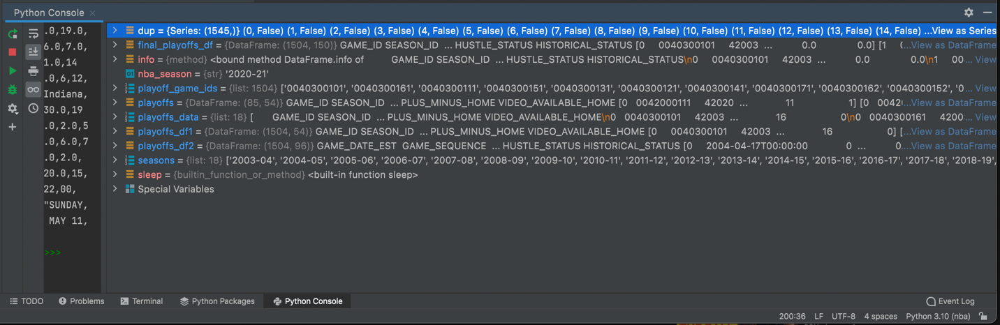 Python Console
.0,19.0,
6.0,7.0,
1.0,14
.0,6,12,
Indiana,
30.0,19
.0,2.0,5
.0,6.0,7
.0,2.0,
20.0,15,
22,00,
"SUNDAY,
MAY 11,
>>>
dup = {Series: (1545,)} (0, False) (1, False) (2, False) (3, False) (4, False) (5, False) (6, False) (7, False) (8, False) (9, False) (10, False) (11, False) (12, False) (13, False) (14, False) ...View as Series
final_playoffs_df = {DataFrame: (1504, 150)} GAME_ID SEASON_ID ... HUSTLE_STATUS HISTORICAL_STATUS [0 0040300101 42003 ... 0.0 0.0] [1 ...View as DataFrame
info = {method} <bound method DataFrame.info of GAME_ID SEASON_ID ... HUSTLE_STATUS HISTORICAL_STATUS\n0 0040300101 42003 ... 0.0 0.0\n1 00... View
01 nba_season = {str} '2020-21'
playoff_game_ids = {list: 1504} ['0040300101', '0040300161', '0040300111', '0040300151', '0040300131', '0040300121', '0040300141', '0040300171', '0040300162', '0040300152', '0... View
playoffs = {DataFrame: (85, 54)} GAME_ID SEASON_ID ... PLUS_MINUS_HOME VIDEO_AVAILABLE_HOME [0 0042000111 42020 ... 11 1] [0 0042...View as DataFrame
playoffs_data = {list: 18} [ GAME_ID SEASON_ID ... PLUS_MINUS_HOME VIDEO_AVAILABLE_HOME\n0 0040300101 42003 ... 16 0\n0 0040300161 4200... View
playoffs_df1 = {DataFrame: (1504, 54)} GAME_ID SEASON_ID ... PLUS_MINUS_HOME VIDEO_AVAILABLE_HOME [0 0040300101 42003 ... 16 0] [...View as DataFrame
playoffs_df2 = {DataFrame: (1504, 96)} GAME_DATE_EST GAME_SEQUENCE ... HUSTLE_STATUS HISTORICAL_STATUS [0 2004-04-17T00:00:00 0 ... 0....View as DataFrame
seasons = {list: 18} ['2003-04', '2004-05', '2005-06', '2006-07', '2007-08', '2008-09', '2009-10', '2010-11', '2011-12', '2012-13', '2013-14', '2014-15', '2015-16', '2016-17', '2017-18', '2018-19',
sleep = {builtin_function_or_method} <built-in function sleep>
Special Variables
TODO Problems Terminal Python Packages Python Console Event Log
200:36 LF UTF-8 4 spaces Python 3.10 (nba)